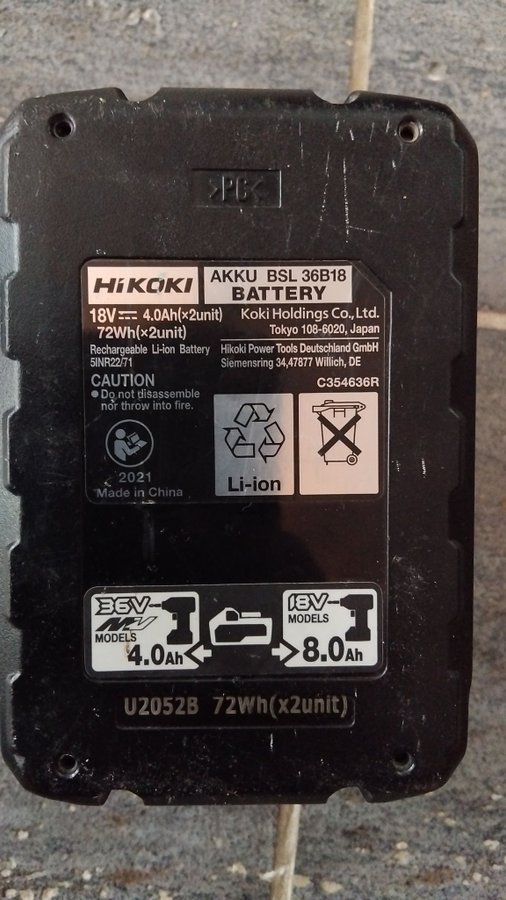 >PC<
HiKOKI
AKKU BSL 36B18
BATTERY
18V 4.0Ah(×2unit)
72Wh(×2unit)
Koki Holdings Co.,Ltd.
Tokyo 108-6020, Japan
Rechargeable Li-ion Battery
5INR22/71
Hikoki Power Tools Deutschland GmbH
Siemensring 34,47877 Willich, DE
C354636R
CAUTION
● Do not disassemble
nor throw into fire.
2021
Made in China
Li-ion
36V
MV
MODELS
4.0Ah
18V
MODELS
8.0Ah
U2052B 72Wh(x2unit)